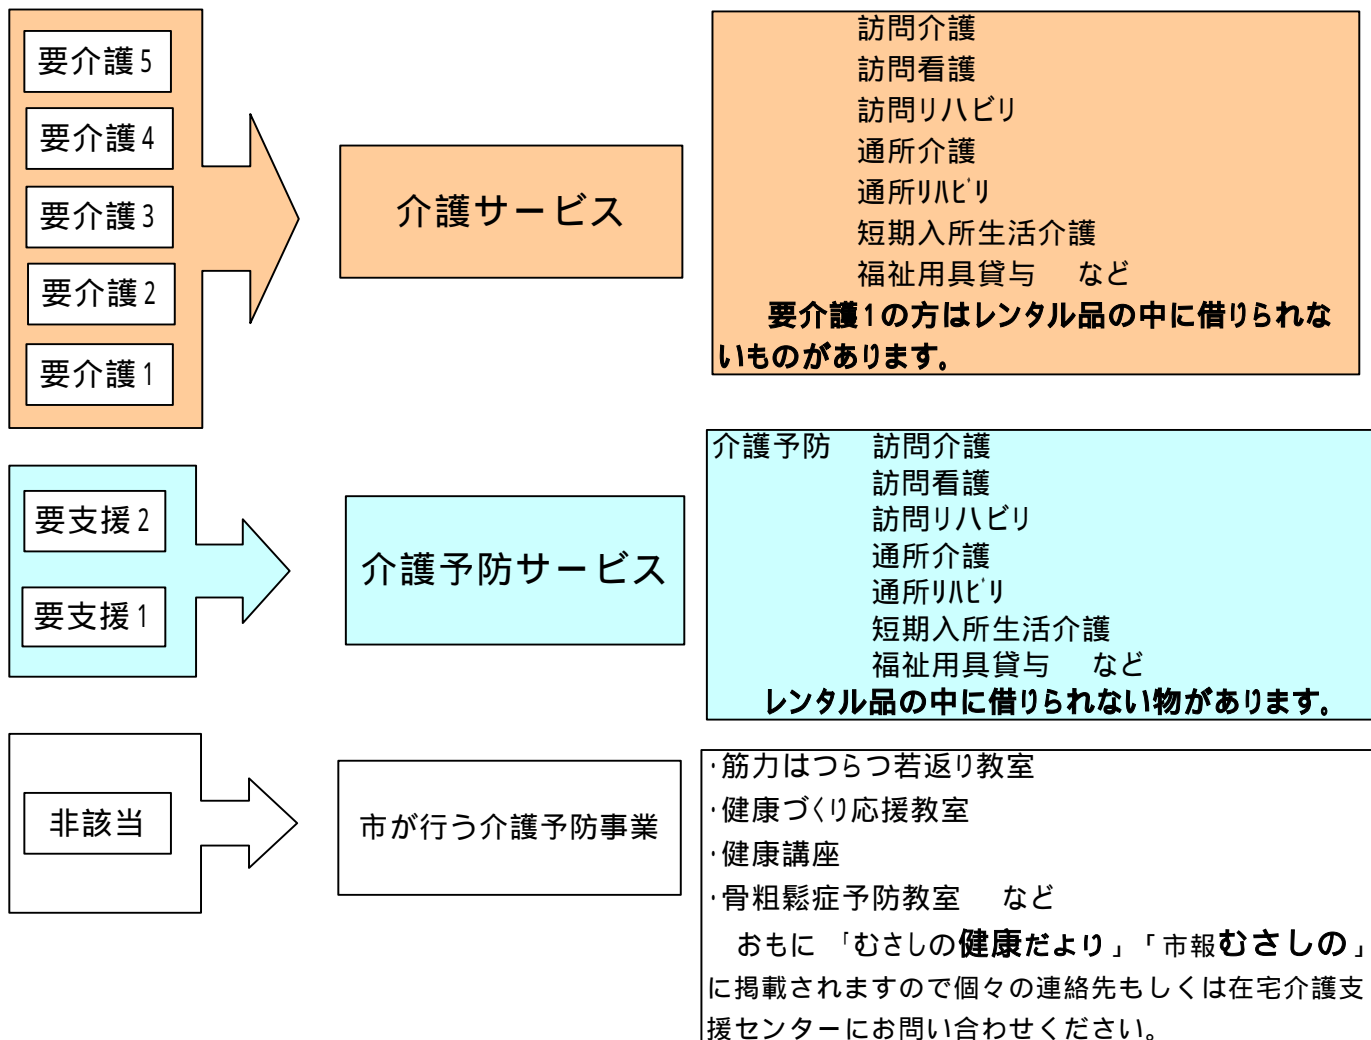 要介護5
要介護4
要介護3
要介護2
要介護1
介護サービス
訪問介護
訪問看護
訪問リハビリ
通所介護
通所ﾘﾊﾋﾞﾘ
短期入所生活介護
福祉用具貸与　など
要介護1の方はレンタル品の中に借りられな
いものがあります。
要支援2
要支援1
介護予防サービス
介護予防　訪問介護
訪問看護
訪問リハビリ
通所介護
通所ﾘﾊﾋﾞﾘ
短期入所生活介護
福祉用具貸与　など
レンタル品の中に借りられない物があります。
非該当
市が行う介護予防事業
・筋力はつらつ若返り教室
・健康づくり応援教室
・健康講座
・骨粗鬆症予防教室　など
おもに「むさしの健康だより」「市報むさしの」
に掲載されますので個々の連絡先もしくは在宅介護支
援センターにお問い合わせください。